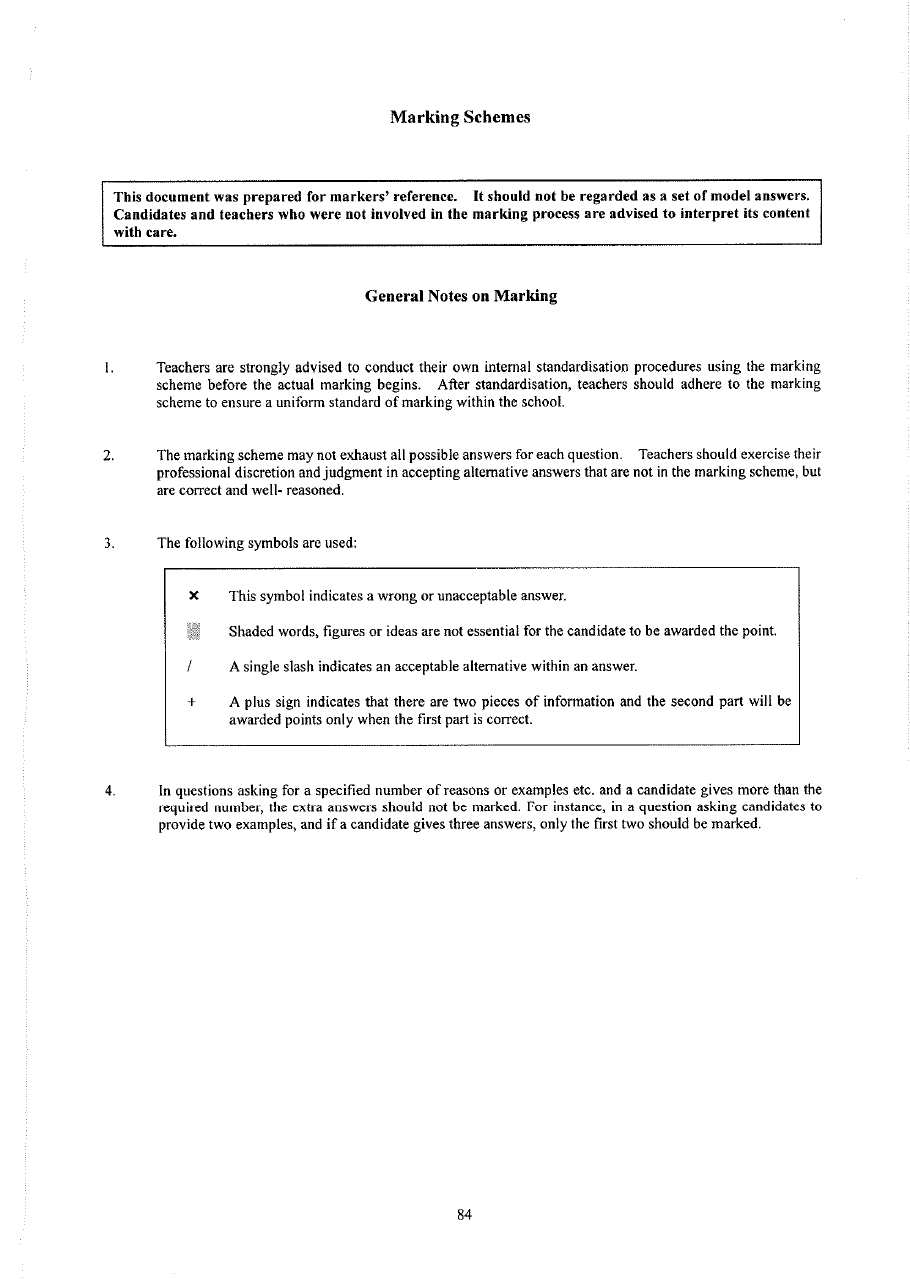 Marking Schemes
This document was prepared for markers' reference. It should not be regarded as a set of model answers.
Candidates and teachers who were not involved in the marking process are advised to interpret its content
with care.
General Notes on Marking
1. Teachers are strongly advised to conduct their own internal standardisation procedures using the marking
scheme before the actual marking begins. After standardisation, teachers should adhere to the marking
scheme to ensure a uniform standard of marking within the school.
2. The marking scheme may not exhaust all possible answers for each question. Teachers should exercise their
professional discretion and judgment in accepting alternative answers that are not in the marking scheme, but
are correct and well- reasoned.
3. The following symbols are used:
× This symbol indicates a wrong or unacceptable answer.
Shaded words, figures or ideas are not essential for the candidate to be awarded the point.
/ A single slash indicates an acceptable alternative within an answer.
+ A plus sign indicates that there are two pieces of information and the second part will be
awarded points only when the first part is correct.
4. In questions asking for a specified number of reasons or examples etc. and a candidate gives more than the
required number, the extra answers should not be marked. For instance, in a question asking candidates to
provide two examples, and if a candidate gives three answers, only the first two should be marked.
84